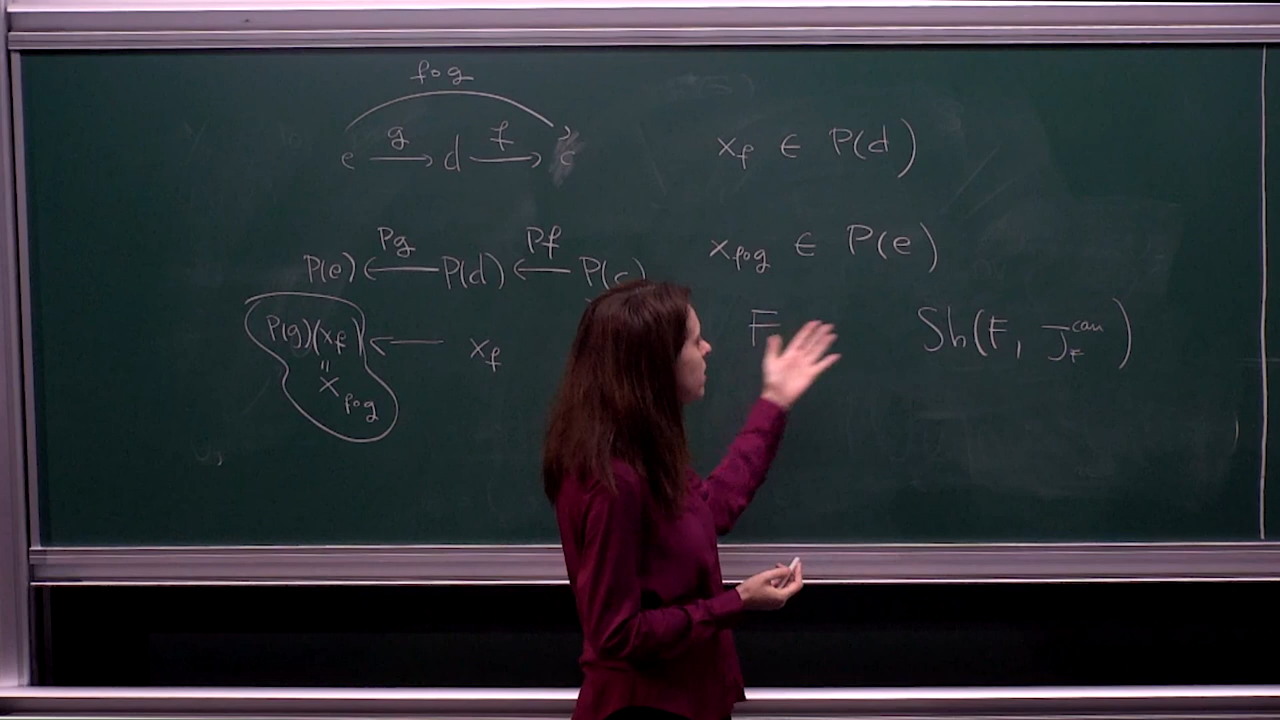 f∘g
e —g→ d —f→ c
x_f ∈ P(d)
P(e) ←Pg— P(d) ←Pf— P(c)
x_{f∘g} ∈ P(e)
P(g)(x_f) ← x_f
F Sh(F, J_F^{can})
"
x_{f∘g}